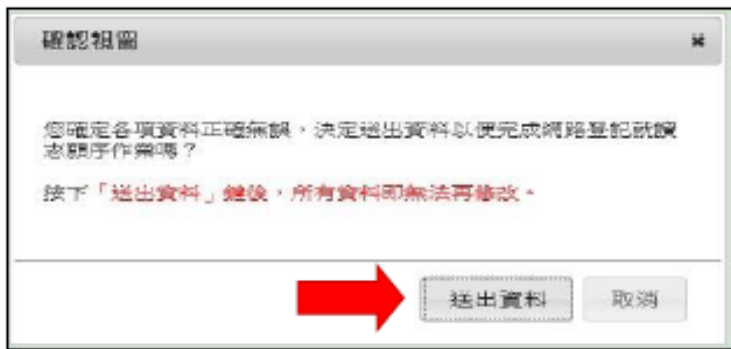 確認視窗
您確定各項資料正確無誤，決定送出資料以便完成網路登記就讀
志願序作業嗎？
按下「送出資料」鍵後，所有資料即無法再修改。
送出資料
取消